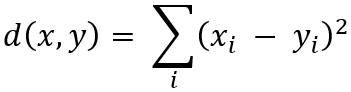 d(x, y) = ∑_i (x_i − y_i)^2